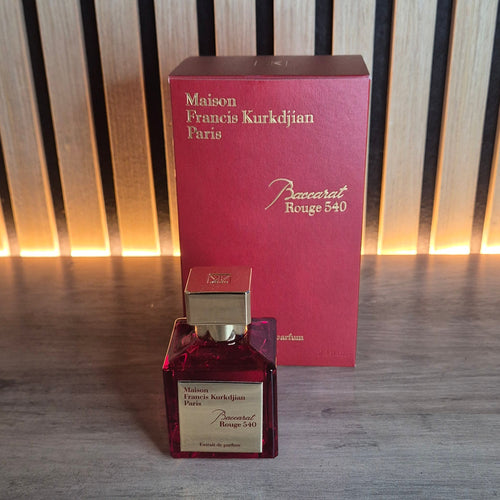 Maison
Francis Kurkdjian
Paris
Baccarat
Rouge 540
parfum
Maison
Francis Kurkdjian
Paris
Baccarat
Rouge 540
Extrait de parfum